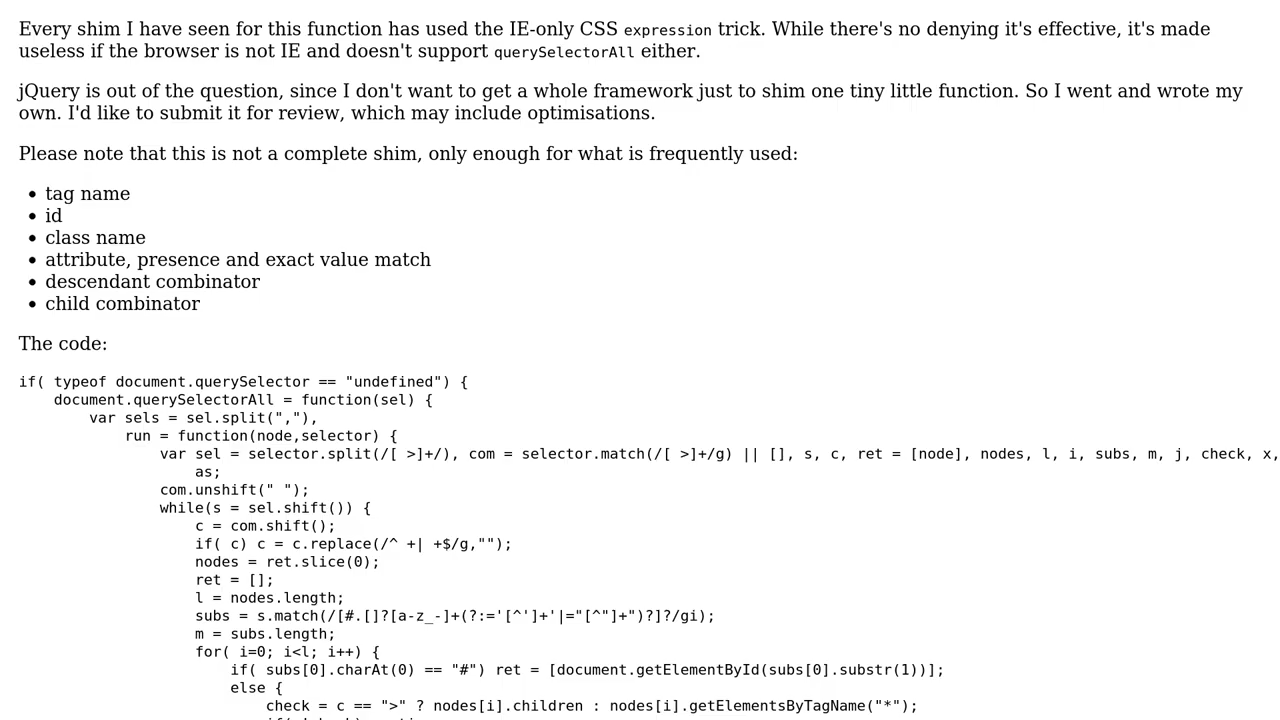 Every shim I have seen for this function has used the IE-only CSS expression trick. While there's no denying it's effective, it's made
useless if the browser is not IE and doesn't support querySelectorAll either.
jQuery is out of the question, since I don't want to get a whole framework just to shim one tiny little function. So I went and wrote my
own. I'd like to submit it for review, which may include optimisations.
Please note that this is not a complete shim, only enough for what is frequently used:
• tag name
• id
• class name
• attribute, presence and exact value match
• descendant combinator
• child combinator
The code:
if( typeof document.querySelector == "undefined") {
    document.querySelectorAll = function(sel) {
        var sels = sel.split(","),
            run = function(node,selector) {
                var sel = selector.split(/[ >]+/), com = selector.match(/[ >]+/g) || [], s, c, ret = [node], nodes, l, i, subs, m, j, check, x,
                    as;
                com.unshift(" ");
                while(s = sel.shift()) {
                    c = com.shift();
                    if( c) c = c.replace(/^ +| +$/g,"");
                    nodes = ret.slice(0);
                    ret = [];
                    l = nodes.length;
                    subs = s.match(/[#.[]?[a-z_-]+(?:='[^']+'|="[^"]+")?]?/gi);
                    m = subs.length;
                    for( i=0; i<l; i++) {
                        if( subs[0].charAt(0) == "#") ret = [document.getElementById(subs[0].substr(1))];
                        else {
                            check = c == ">" ? nodes[i].children : nodes[i].getElementsByTagName("*");